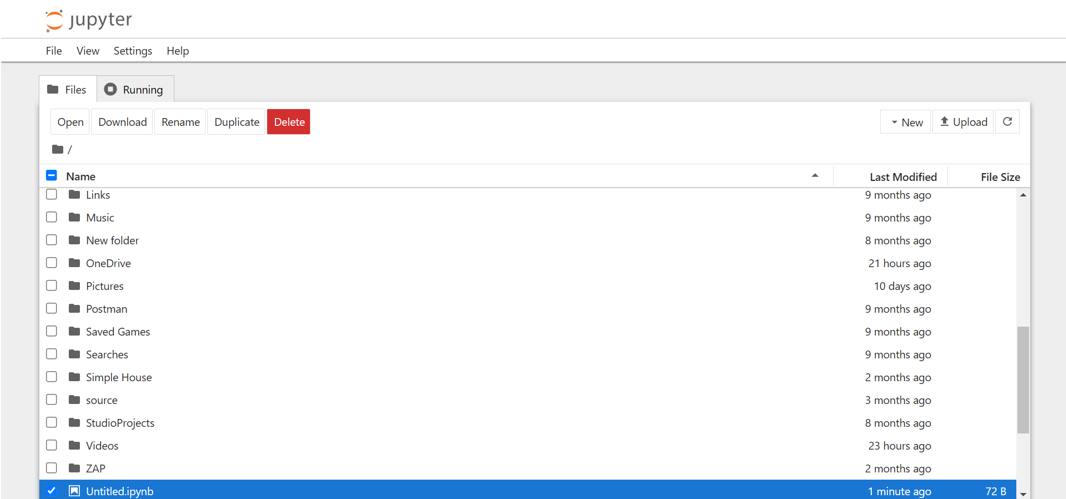 jupyter
File View Settings Help
Files Running
Open Download Rename Duplicate Delete New Upload
/
Name Last Modified File Size
Links 9 months ago
Music 9 months ago
New folder 8 months ago
OneDrive 21 hours ago
Pictures 10 days ago
Postman 9 months ago
Saved Games 9 months ago
Searches 9 months ago
Simple House 2 months ago
source 3 months ago
StudioProjects 8 months ago
Videos 23 hours ago
ZAP 2 months ago
Untitled.ipynb 1 minute ago 72 B